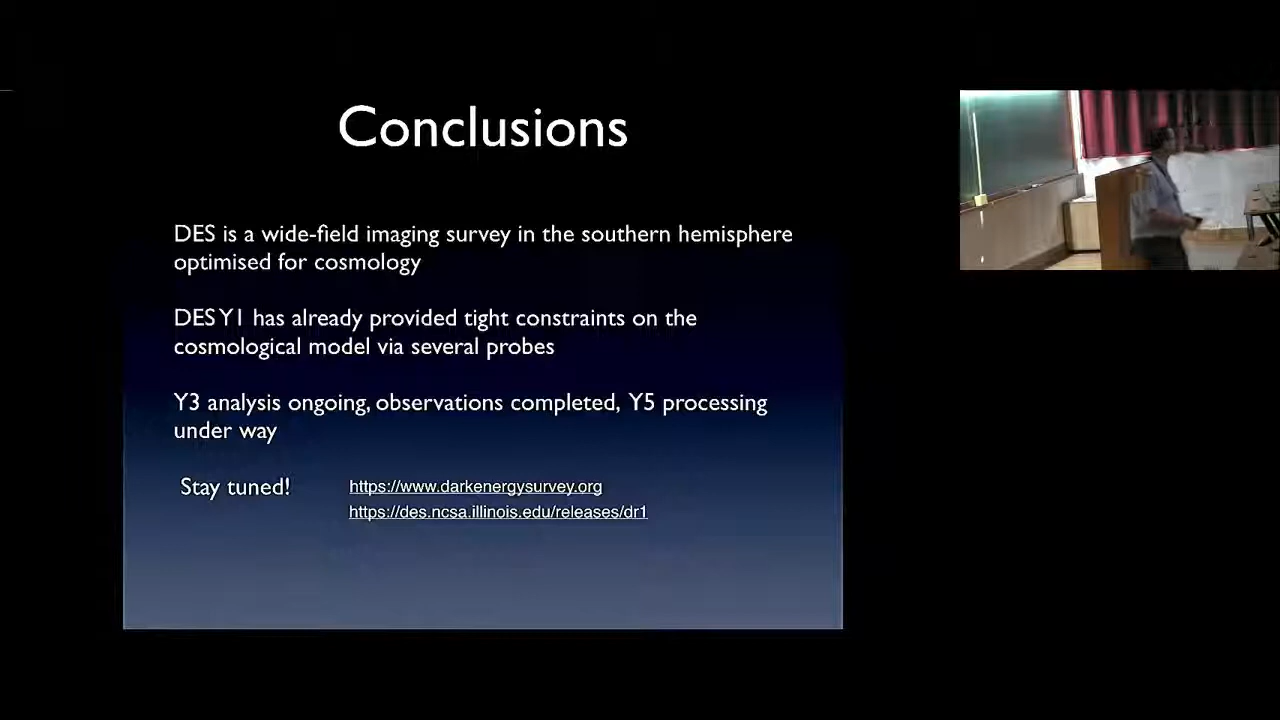 Conclusions
DES is a wide-field imaging survey in the southern hemisphere
optimised for cosmology
DES Y1 has already provided tight constraints on the
cosmological model via several probes
Y3 analysis ongoing, observations completed, Y5 processing
under way
Stay tuned! https://www.darkenergysurvey.org
https://des.ncsa.illinois.edu/releases/dr1